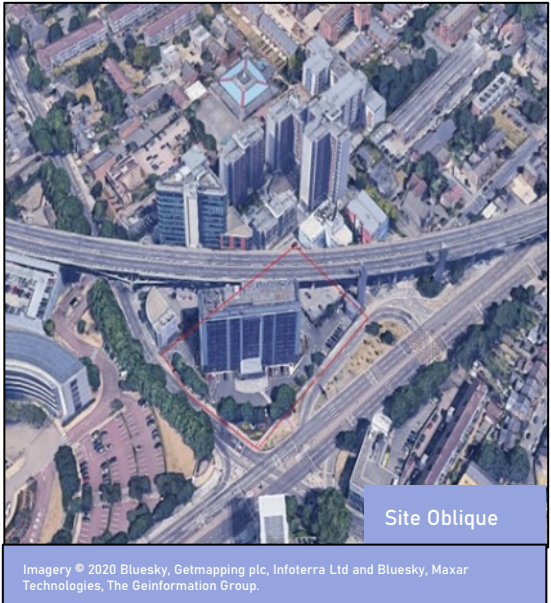 Site Oblique
Imagery © 2020 Bluesky, Getmapping plc, Infoterra Ltd and Bluesky, Maxar
Technologies, The Geinformation Group.